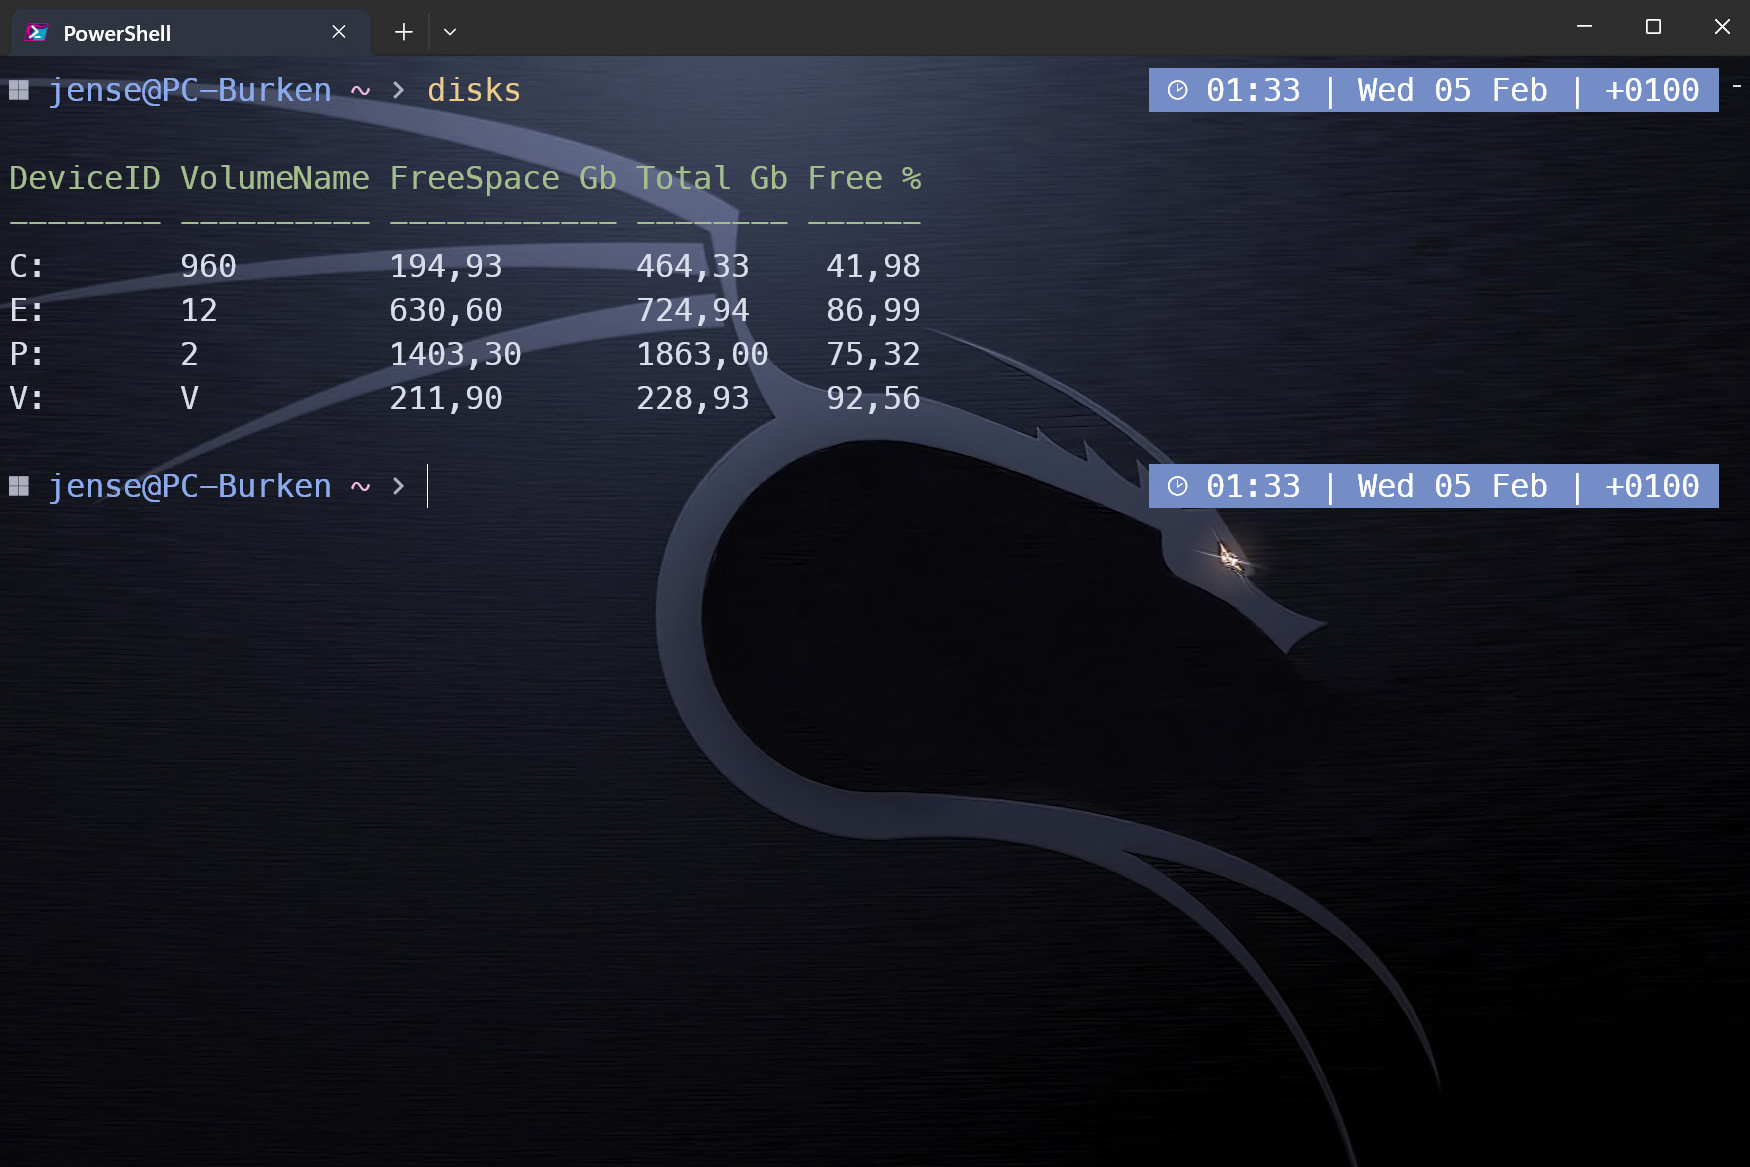 PowerShell
jense@PC-Burken ~ > disks 01:33 | Wed 05 Feb | +0100
DeviceID VolumeName FreeSpace Gb Total Gb Free %
-------- ---------- ------------ -------- ------
C: 960 194,93 464,33 41,98
E: 12 630,60 724,94 86,99
P: 2 1403,30 1863,00 75,32
V: V 211,90 228,93 92,56
jense@PC-Burken ~ > 01:33 | Wed 05 Feb | +0100